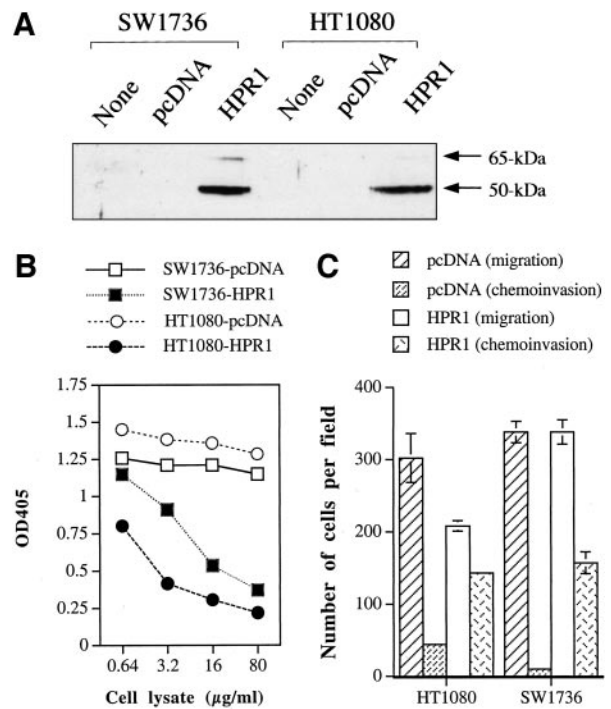 A
SW1736 HT1080
None pcDNA HPR1 None pcDNA HPR1
65-kDa
50-kDa
B
SW1736-pcDNA
SW1736-HPR1
HT1080-pcDNA
HT1080-HPR1
1.75
1.5
1.25
1
0.75
0.5
0.25
0
OD405
0.64 3.2 16 80
Cell lysate (µg/ml)
C
pcDNA (migration)
pcDNA (chemoinvasion)
HPR1 (migration)
HPR1 (chemoinvasion)
400
300
200
100
0
Number of cells per field
HT1080 SW1736